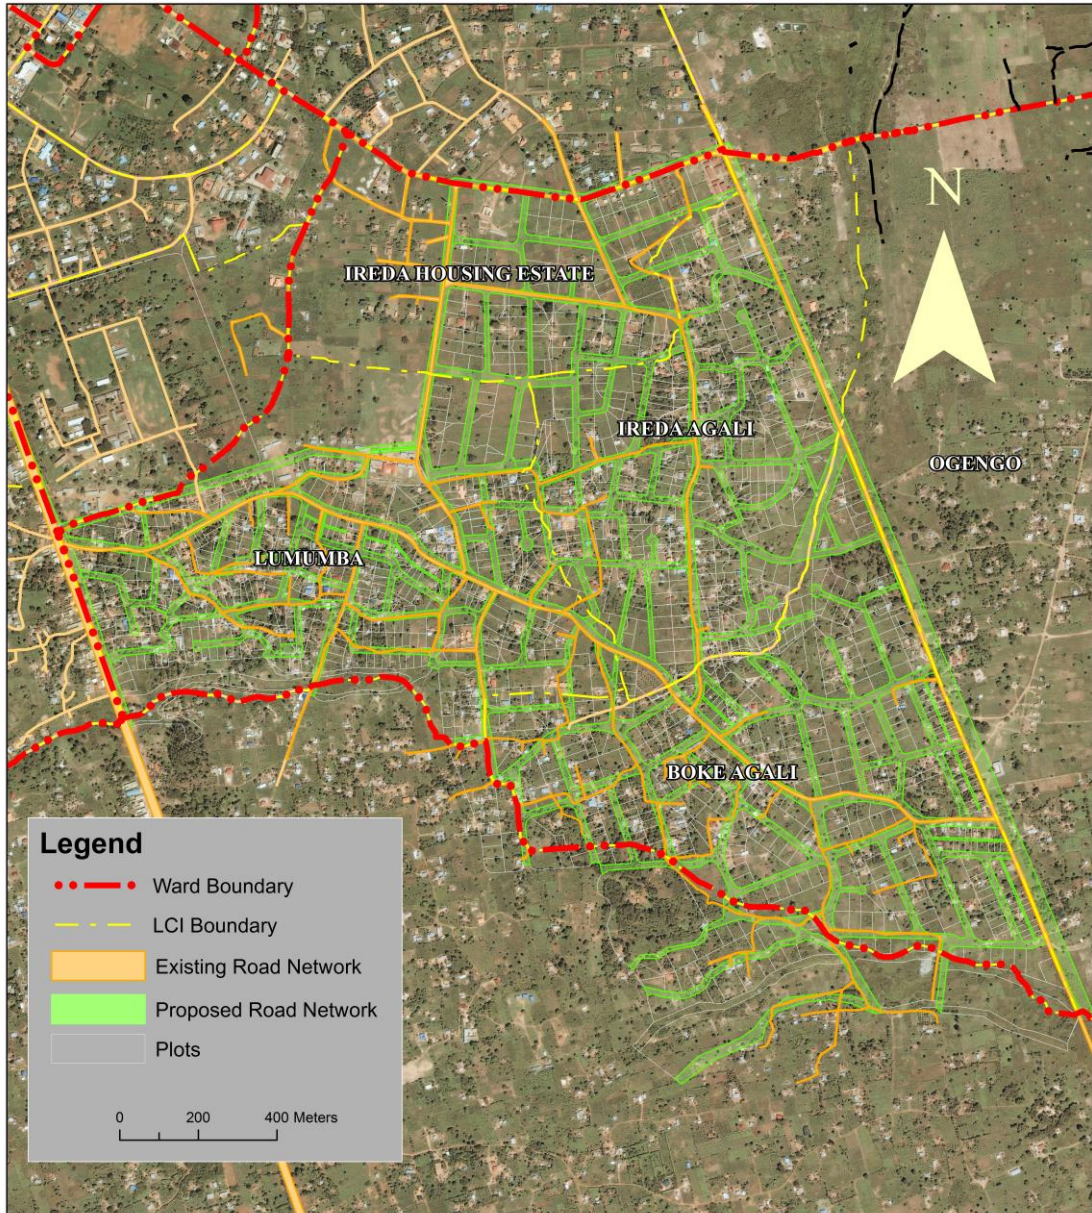 N
IREDA HOUSING ESTATE
IREDA AGALI
OGENGO
LUMUMBA
BOKE AGALI
Legend
Ward Boundary
LCI Boundary
Existing Road Network
Proposed Road Network
Plots
0 200 400 Meters